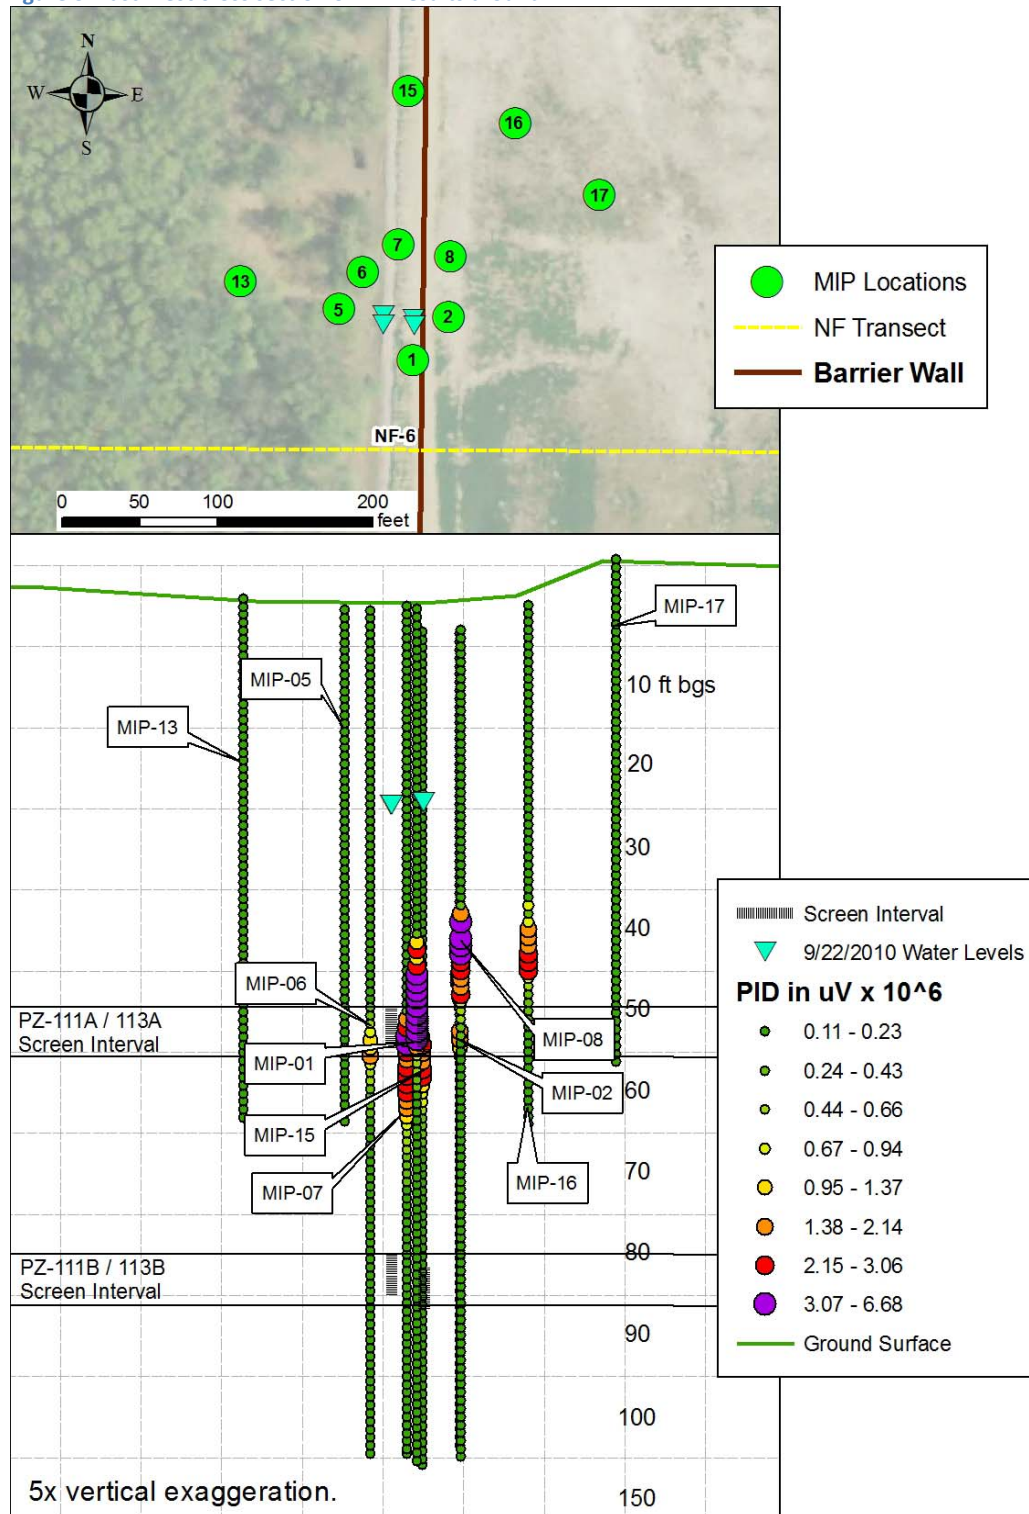 N
W
E
S
15
16
17
7
8
6
13
5
2
1
NF-6
0
50
100
200
feet
MIP Locations
NF Transect
Barrier Wall
MIP-17
MIP-05
10 ft bgs
MIP-13
20
30
40
MIP-06
50
PZ-111A / 113A
Screen Interval
MIP-01
MIP-08
MIP-02
60
MIP-15
70
MIP-07
MIP-16
80
PZ-111B / 113B
Screen Interval
90
100
150
5x vertical exaggeration.
Screen Interval
9/22/2010 Water Levels
PID in uV x 10^6
0.11 - 0.23
0.24 - 0.43
0.44 - 0.66
0.67 - 0.94
0.95 - 1.37
1.38 - 2.14
2.15 - 3.06
3.07 - 6.68
Ground Surface